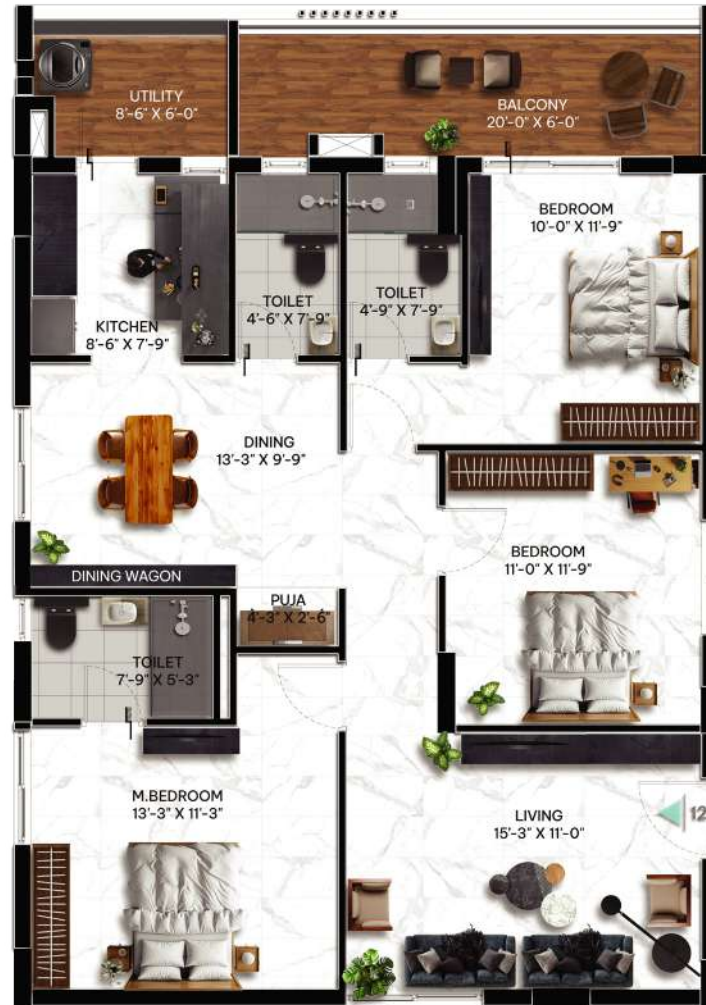 UTILITY
8'-6" X 6'-0"
BALCONY
20'-0" X 6'-0"
BEDROOM
10'-0" X 11'-9"
TOILET
4'-6" X 7'-9"
TOILET
4'-9" X 7'-9"
KITCHEN
8'-6" X 7'-9"
DINING
13'-3" X 9'-9"
BEDROOM
11'-0" X 11'-9"
DINING WAGON
PUJA
4'-3" X 2'-6"
TOILET
7'-9" X 5'-3"
M.BEDROOM
13'-3" X 11'-3"
LIVING
15'-3" X 11'-0"
12